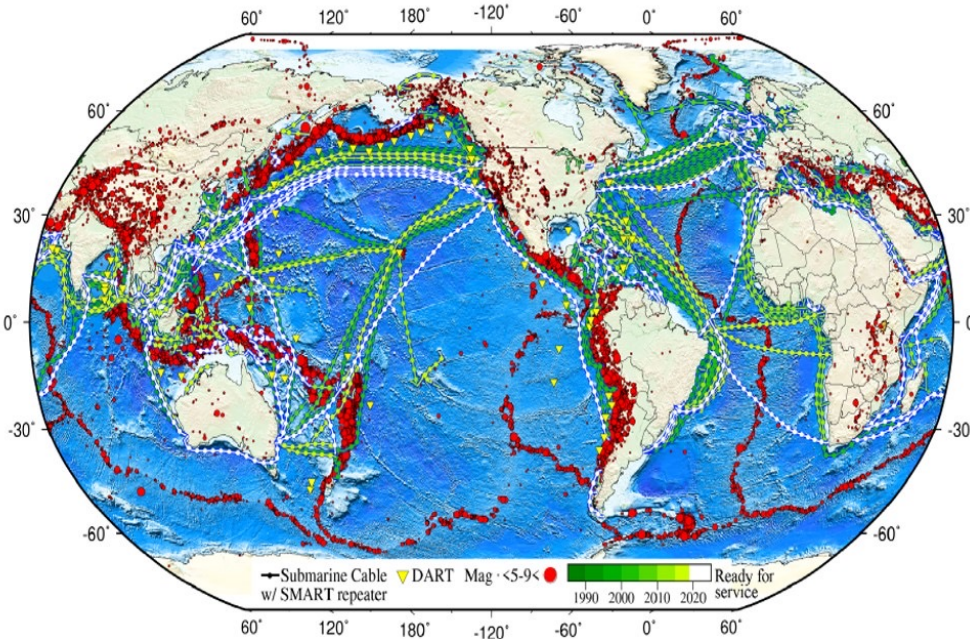 60° 120° 180° -120° -60° 0° 60°
60° 60°
30° 30°
0° 0
-30° -30
-60° -60°
Submarine Cable w/ SMART repeater
DART Mag · <5-9<
1990 2000 2010 2020
Ready for service
60° 120° 180° -120° -60° 0° 60°